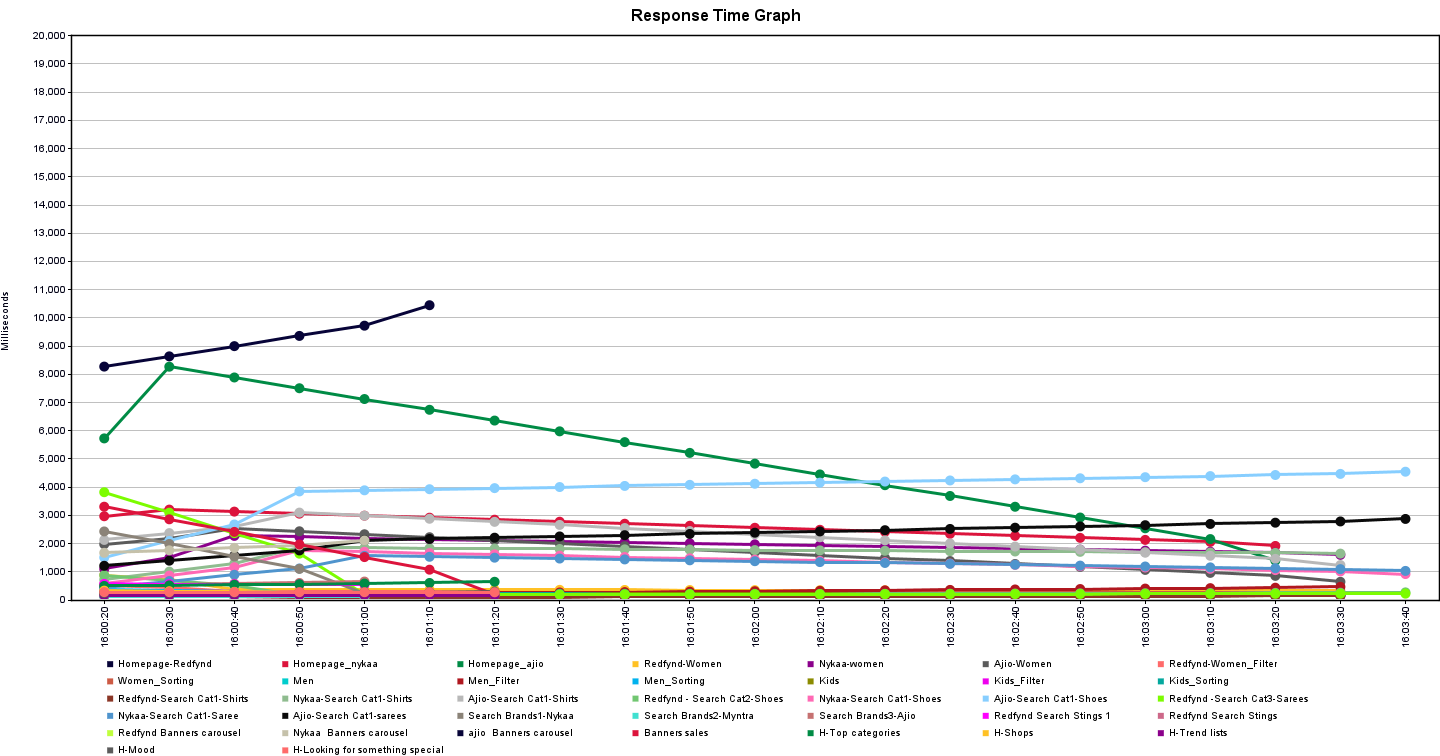 Response Time Graph
20,000
19,000
18,000
17,000
16,000
15,000
14,000
13,000
12,000
11,000
10,000
9,000
8,000
7,000
6,000
5,000
4,000
3,000
2,000
1,000
0
Milliseconds
16:00:20 16:00:30 16:00:40 16:00:50 16:01:00 16:01:10 16:01:20 16:01:30 16:01:40 16:01:50 16:02:00 16:02:10 16:02:20 16:02:30 16:02:40 16:02:50 16:03:00 16:03:10 16:03:20 16:03:30 16:03:40
Homepage-Redfynd Homepage_nykaa Homepage_ajio Redfynd-Women Nykaa-women Ajio-Women Redfynd-Women_Filter
Women_Sorting Men Men_Filter Men_Sorting Kids Kids_Filter Kids_Sorting
Redfynd-Search Cat1-Shirts Nykaa-Search Cat1-Shirts Ajio-Search Cat1-Shirts Redfynd - Search Cat2-Shoes Nykaa-Search Cat1-Shoes Ajio-Search Cat1-Shoes Redfynd -Search Cat3-Sarees
Nykaa-Search Cat1-Saree Ajio-Search Cat1-sarees Search Brands1-Nykaa Search Brands2-Myntra Search Brands3-Ajio Redfynd Search Stings 1 Redfynd Search Stings
Redfynd Banners carousel Nykaa Banners carousel ajio Banners carousel Banners sales H-Top categories H-Shops H-Trend lists
H-Mood H-Looking for something special